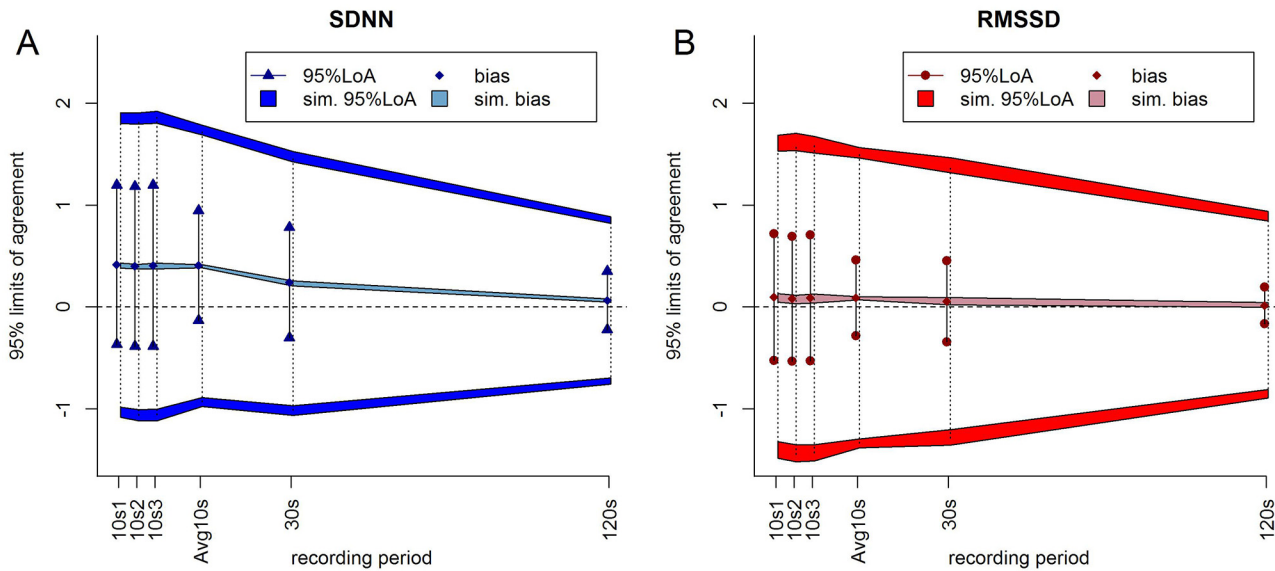 A
SDNN
95%LoA
bias
sim. 95%LoA
sim. bias
95% limits of agreement
2
1
0
-1
10s1
10s2
10s3
Avg10s
30s
120s
recording period
B
RMSSD
95%LoA
bias
sim. 95%LoA
sim. bias
95% limits of agreement
2
1
0
-1
10s1
10s2
10s3
Avg10s
30s
120s
recording period